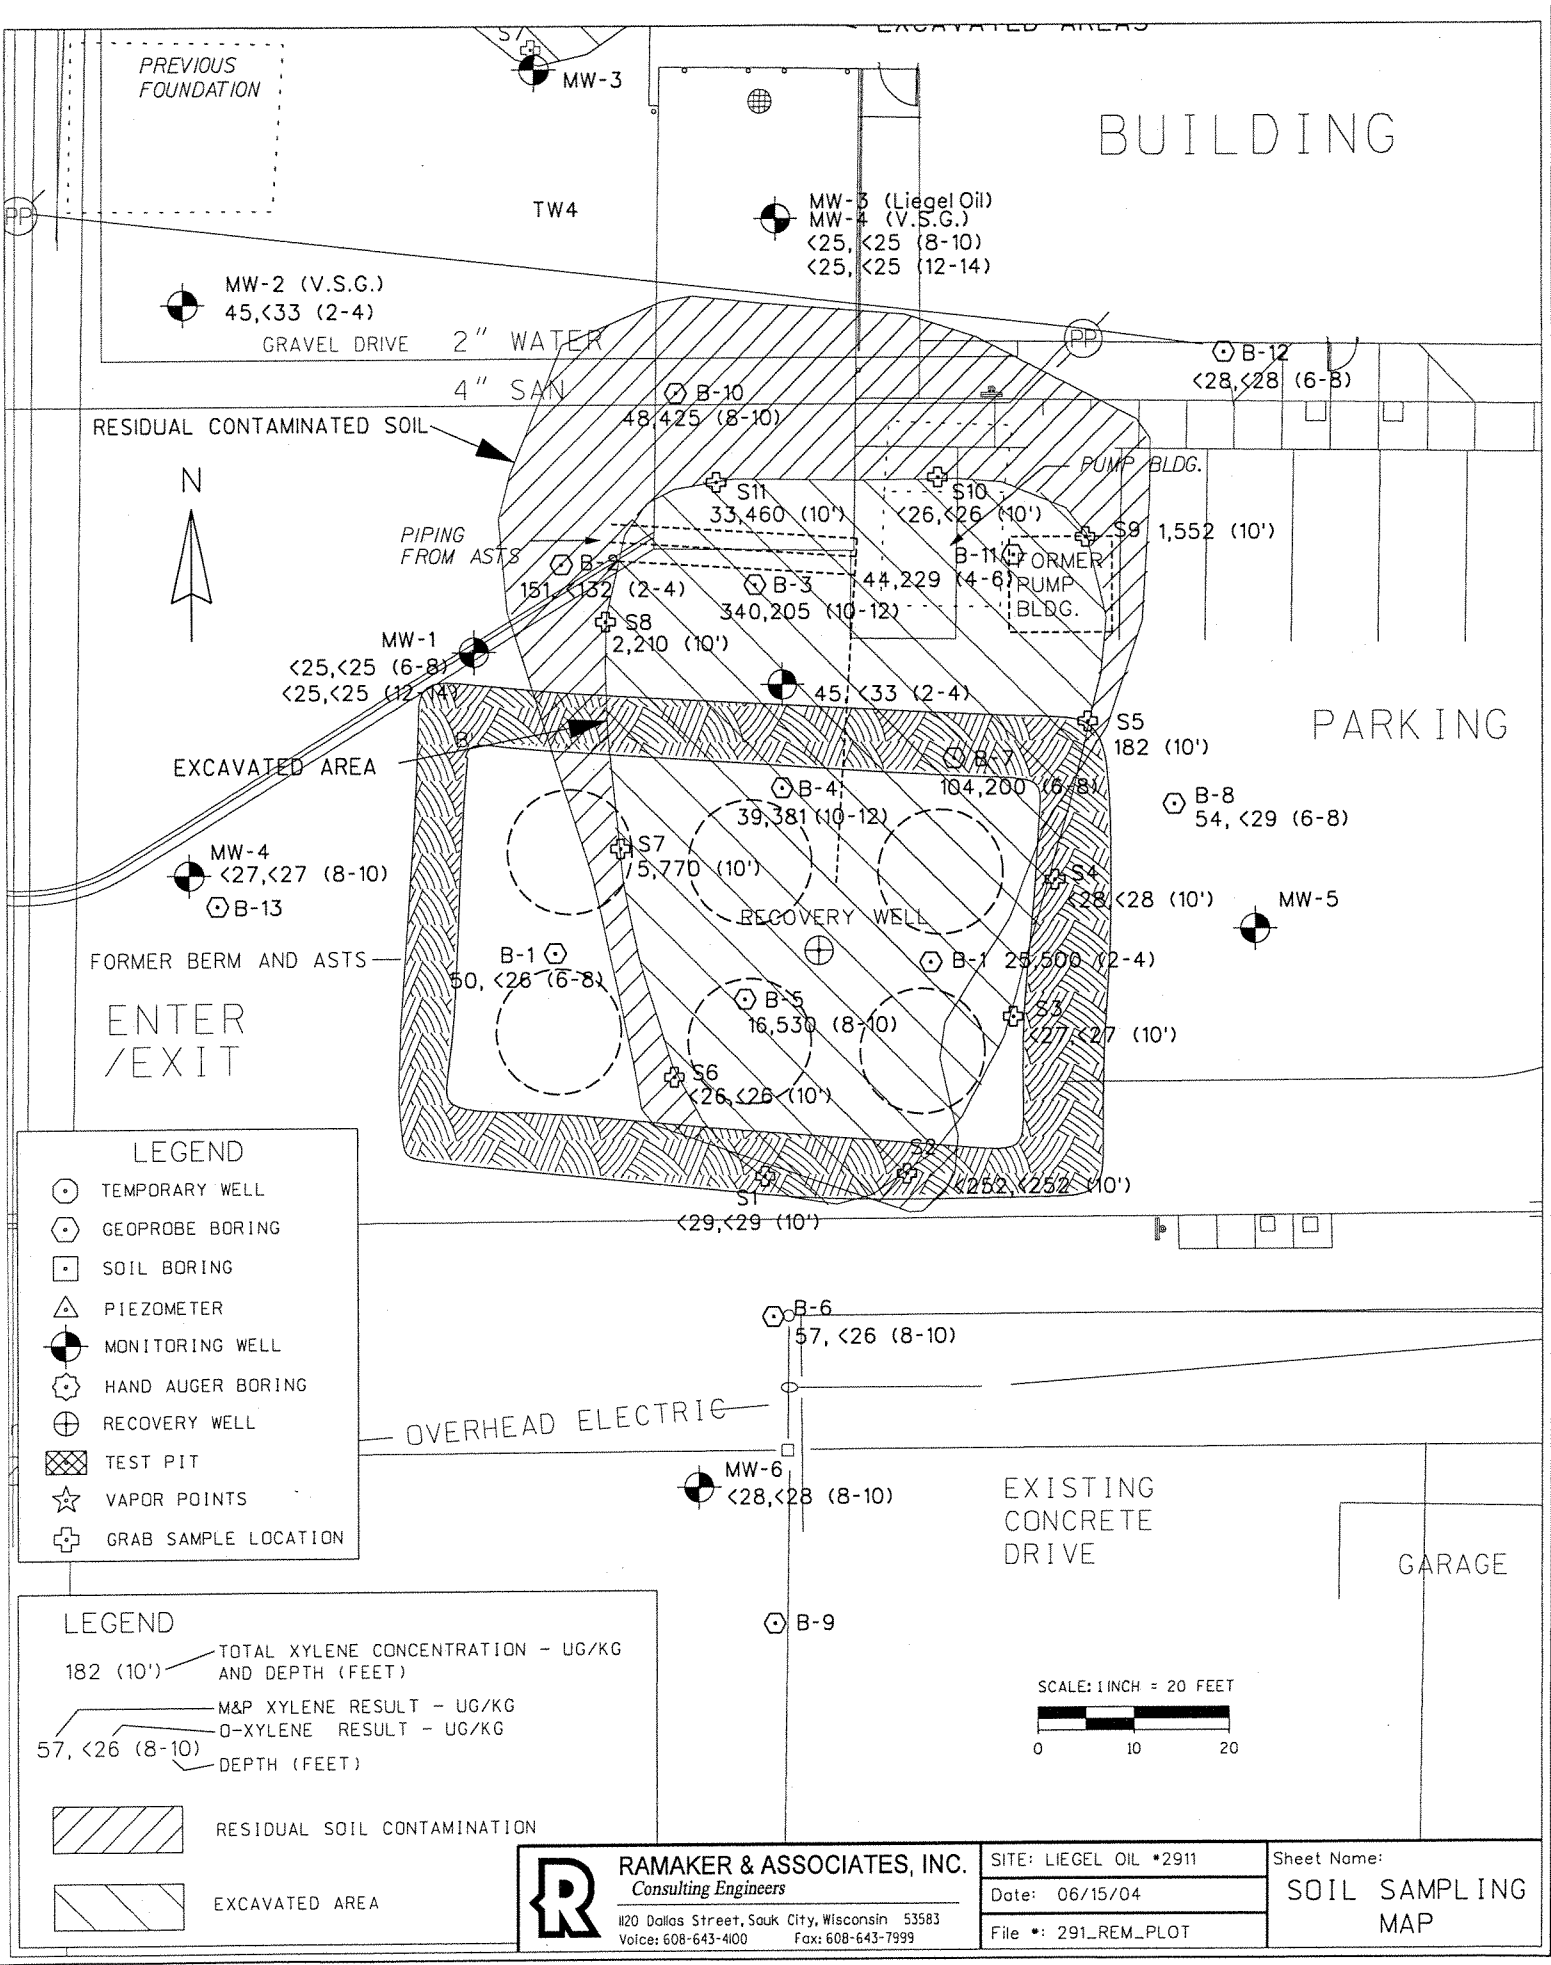 EXCAVATED AREAS
S7
MW-3
PREVIOUS
FOUNDATION
BUILDING
PP
TW4
MW-3 (Liegel Oil)
MW-4 (V.S.G.)
<25,<25 (8-10)
<25,<25 (12-14)
MW-2 (V.S.G.)
45,<33 (2-4)
GRAVEL DRIVE
2" WATER
PP
B-12
<28,<28 (6-8)
4" SAN
B-10
48,425 (8-10)
RESIDUAL CONTAMINATED SOIL
N
PUMP BLDG.
S11
33,460 (10')
S10
<26,<26 (10')
S9 1,552 (10')
PIPING
FROM ASTS
B-2
151, <132 (2-4)
B-3
340,205 (10-12)
B-11
44,229 (4-6)
FORMER
PUMP
BLDG.
S8
2,210 (10')
MW-1
<25,<25 (6-8)
<25,<25 (12-14)
45,<33 (2-4)
S5
182 (10')
PARKING
EXCAVATED AREA
B-7
104,200 (6-8)
B-4
39,381 (10-12)
B-8
54, <29 (6-8)
S7
5,770 (10')
MW-4
<27,<27 (8-10)
B-13
S4
<28,<28 (10')
MW-5
RECOVERY WELL
FORMER BERM AND ASTS
B-1
50, <26 (6-8)
B-1 25,500 (2-4)
B-5
16,530 (8-10)
S3
<27,<27 (10')
ENTER
/EXIT
S6
<26,<26 (10')
S2
<252,<252 (10')
S1
<29,<29 (10')
LEGEND
TEMPORARY WELL
GEOPROBE BORING
SOIL BORING
PIEZOMETER
MONITORING WELL
HAND AUGER BORING
RECOVERY WELL
TEST PIT
VAPOR POINTS
GRAB SAMPLE LOCATION
B-6
57, <26 (8-10)
OVERHEAD ELECTRIC
MW-6
<28,<28 (8-10)
EXISTING
CONCRETE
DRIVE
GARAGE
B-9
LEGEND
182 (10')
TOTAL XYLENE CONCENTRATION - UG/KG
AND DEPTH (FEET)
M&P XYLENE RESULT - UG/KG
O-XYLENE RESULT - UG/KG
57, <26 (8-10)
DEPTH (FEET)
RESIDUAL SOIL CONTAMINATION
EXCAVATED AREA
SCALE: 1 INCH = 20 FEET
0 10 20
R
RAMAKER & ASSOCIATES, INC.
Consulting Engineers
1120 Dallas Street, Sauk City, Wisconsin 53583
Voice: 608-643-4100 Fax: 608-643-7999
SITE: LIEGEL OIL #2911
Date: 06/15/04
File #: 291_REM_PLOT
Sheet Name:
SOIL SAMPLING
MAP